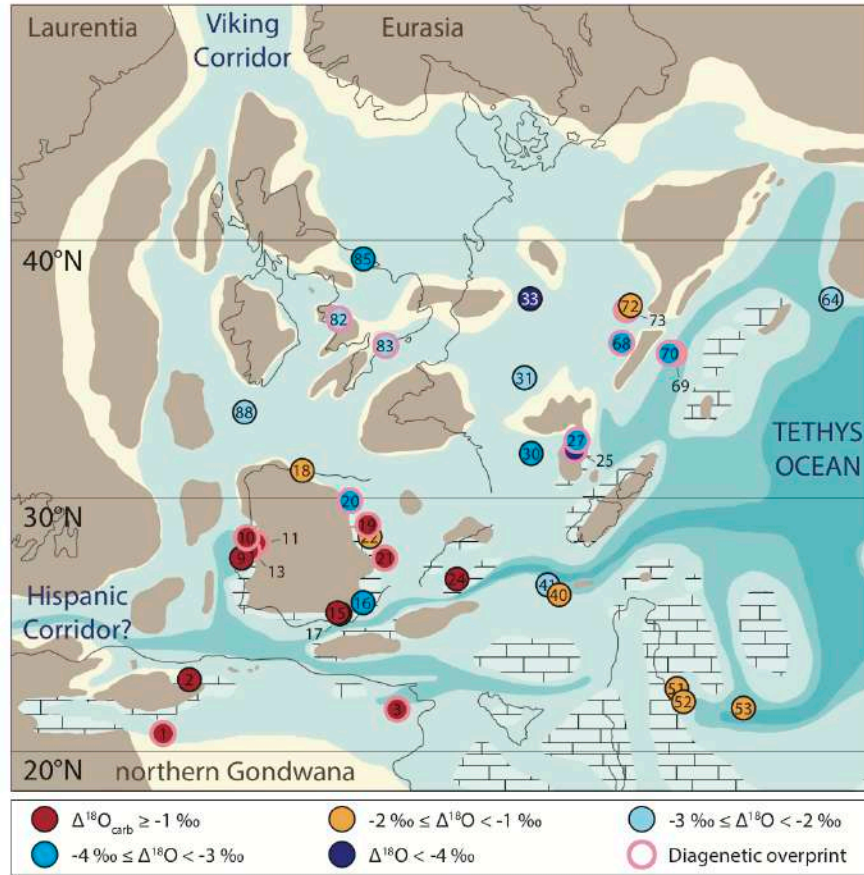 Laurentia
Viking
Corridor
Eurasia
40°N
85
33
72
64
82
73
83
68
70
31
69
88
27
TETHYS
OCEAN
18
30
25
30°N
20
19
10
11
22
9
21
13
24
Hispanic
Corridor?
41
16
40
15
17
2
51
52
3
53
1
20°N
northern Gondwana
Δ¹⁸Ocarb ≥ -1 ‰
-2 ‰ ≤ Δ¹⁸O < -1 ‰
-3 ‰ ≤ Δ¹⁸O < -2 ‰
-4 ‰ ≤ Δ¹⁸O < -3 ‰
Δ¹⁸O < -4 ‰
Diagenetic overprint